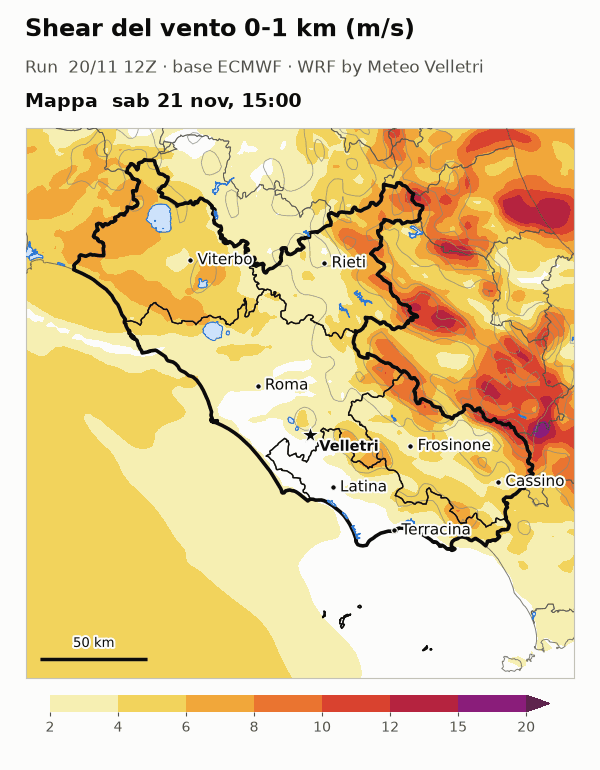 Shear del vento 0-1 km (m/s)
Run  20/11 12Z · base ECMWF · WRF by Meteo Velletri
Mappa  sab 21 nov, 15:00
Viterbo
Rieti
Roma
Velletri
Frosinone
Cassino
Latina
Terracina
50 km
2 4 6 8 10 12 15 20